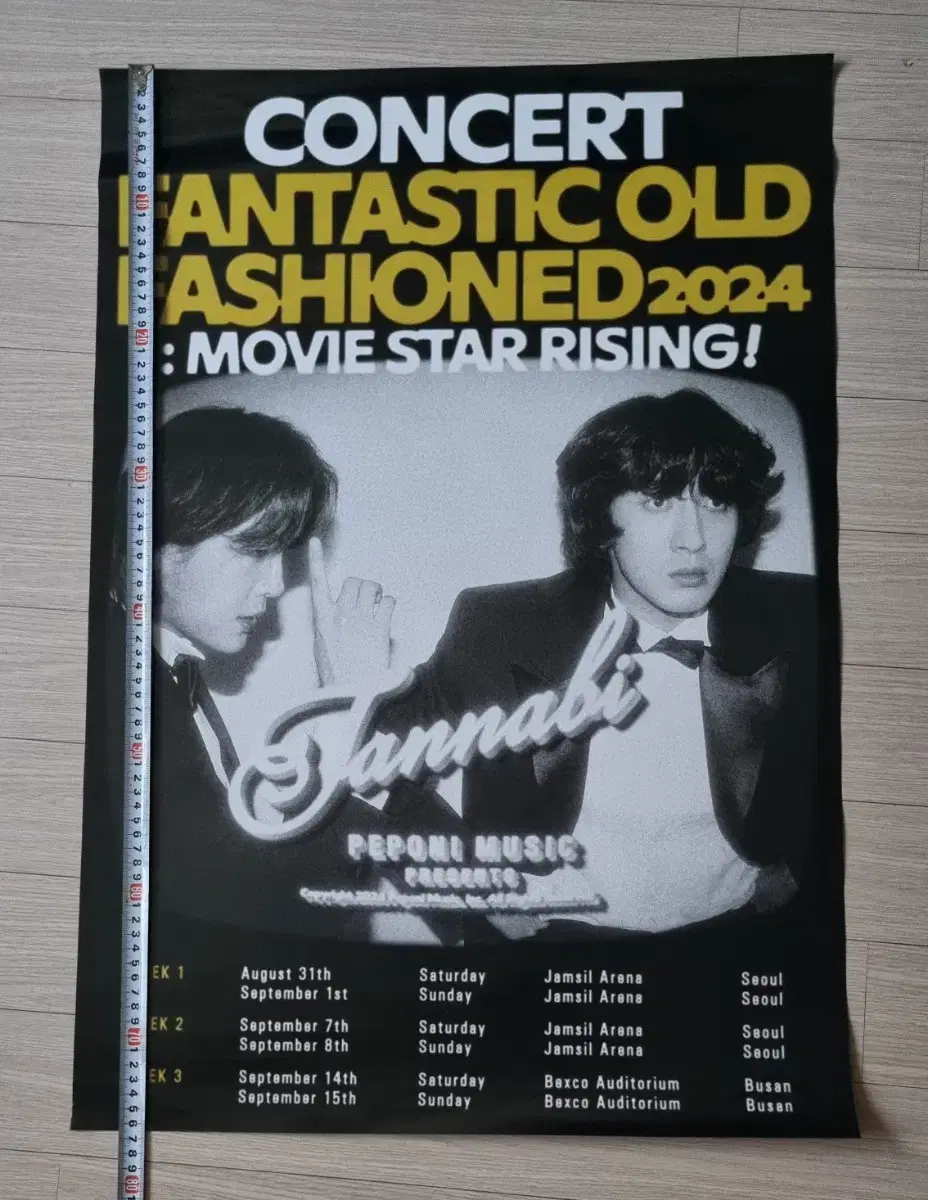 CONCERT
FANTASTIC OLD
FASHIONED 2024
: MOVIE STAR RISING!
Jannabi
PEPONI MUSIC
PRESENTS
EK 1 August 31th Saturday Jamsil Arena Seoul
September 1st Sunday Jamsil Arena Seoul
EK 2 September 7th Saturday Jamsil Arena Seoul
September 8th Sunday Jamsil Arena Seoul
EK 3 September 14th Saturday Bexco Auditorium Busan
September 15th Sunday Bexco Auditorium Busan